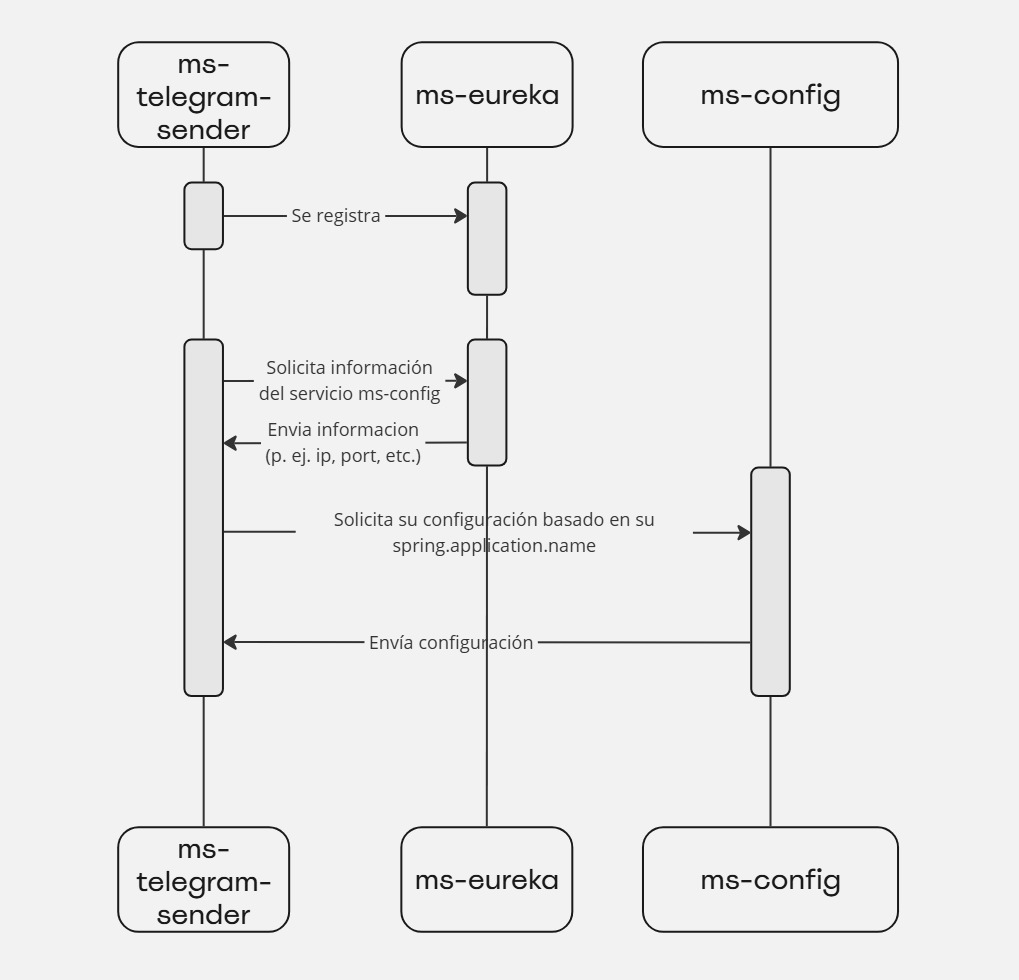 ms-
telegram-
sender
ms-eureka
ms-config
Se registra
Solicita información
del servicio ms-config
Envia informacion
(p. ej. ip, port, etc.)
Solicita su configuración basado en su
spring.application.name
Envía configuración
ms-
telegram-
sender
ms-eureka
ms-config